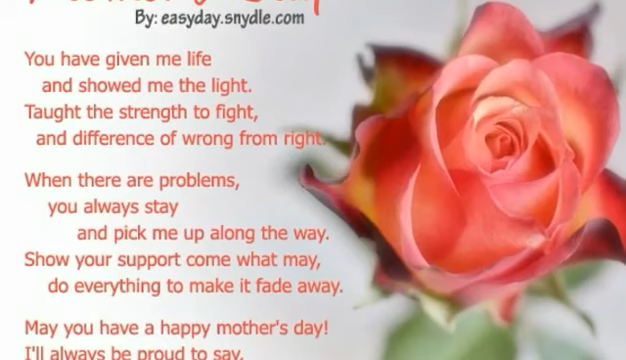 By: easyday.snydle.com
You have given me life
and showed me the light.
Taught the strength to fight,
and difference of wrong from right.
When there are problems,
you always stay
and pick me up along the way.
Show your support come what may,
do everything to make it fade away.
May you have a happy mother's day!
I'll always be proud to say,